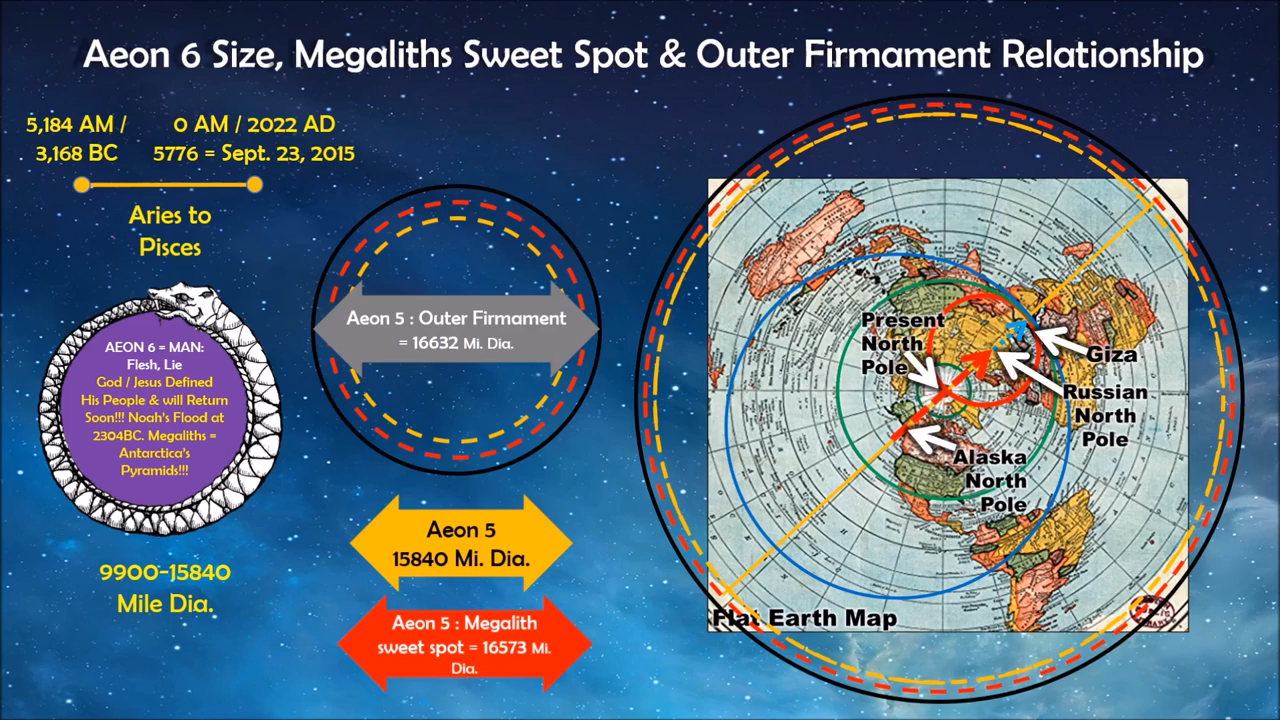 Aeon 6 Size, Megaliths Sweet Spot & Outer Firmament Relationship
5,184 AM /
3,168 BC
0 AM / 2022 AD
5776 = Sept. 23, 2015
Aries to
Pisces
AEON 6 = MAN:
Flesh, Lie
God / Jesus Defined
His People & will Return
Soon!!! Noah's Flood at
2304BC. Megaliths =
Antarctica's
Pyramids!!!
9900-15840
Mile Dia.
Aeon 5 : Outer Firmament
= 16632 Mi. Dia.
Aeon 5
15840 Mi. Dia.
Aeon 5 : Megalith
sweet spot = 16573 Mi.
Dia.
Present
North
Pole
Giza
Russian
North
Pole
Alaska
North
Pole
Flat Earth Map